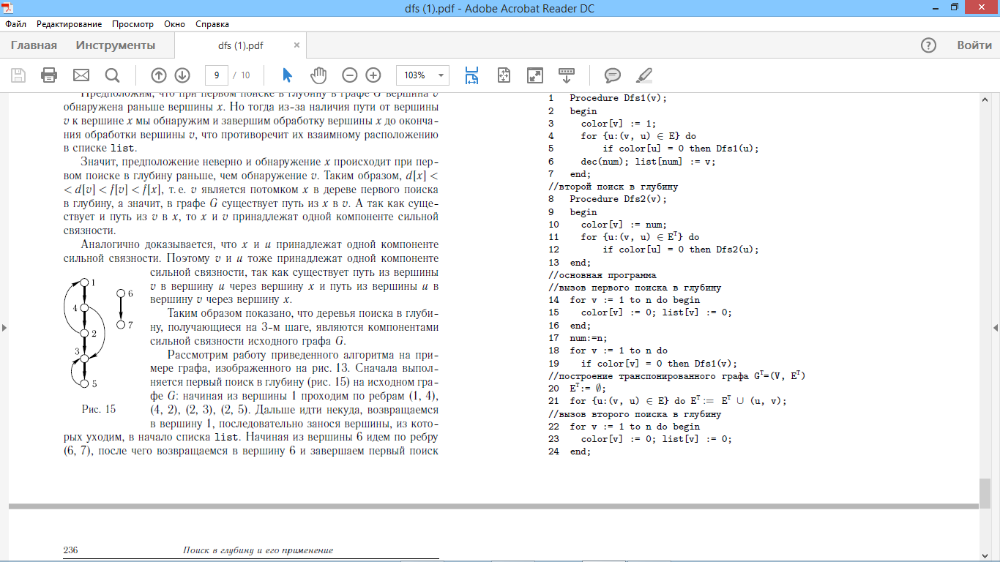 dfs (1).pdf - Adobe Acrobat Reader DC
Файл Редактирование Просмотр Окно Справка
Главная Инструменты dfs (1).pdf × ? Войти
9 / 10 103%
Предположим, что при первом поиске в глубину в графе G вершина v
обнаружена раньше вершины x. Но тогда из-за наличия пути от вершины
v к вершине x мы обнаружим и завершим обработку вершины x до оконча-
ния обработки вершины v, что противоречит их взаимному расположению
в списке list.
Значит, предположение неверно и обнаружение x происходит при пер-
вом поиске в глубину раньше, чем обнаружение v. Таким образом, d[x] <
< d[v] < f[v] < f[x], т. е. v является потомком x в дереве первого поиска
в глубину, а значит, в графе G существует путь из x в v. А так как суще-
ствует и путь из v в x, то x и v принадлежат одной компоненте сильной
связности.
Аналогично доказывается, что x и u принадлежат одной компоненте
сильной связности. Поэтому v и u тоже принадлежат одной компоненте
сильной связности, так как существует путь из вершины
v в вершину u через вершину x и путь из вершины u в
вершину v через вершину x.
Таким образом показано, что деревья поиска в глуби-
ну, получающиеся на 3-м шаге, являются компонентами
сильной связности исходного графа G.
Рассмотрим работу приведенного алгоритма на при-
мере графа, изображенного на рис. 13. Сначала выпол-
няется первый поиск в глубину (рис. 15) на исходном гра-
фе G: начиная из вершины 1 проходим по ребрам (1, 4),
(4, 2), (2, 3), (2, 5). Дальше идти некуда, возвращаемся
в вершину 1, последовательно занося вершины, из кото-
рых уходим, в начало списка list. Начиная из вершины 6 идем по ребру
(6, 7), после чего возвращаемся в вершину 6 и завершаем первый поиск
1
6
4
7
2
3
5
Рис. 15
1 Procedure Dfs1(v);
2 begin
3 color[v] := 1;
4 for {u:(v, u) ∈ E} do
5 if color[u] = 0 then Dfs1(u);
6 dec(num); list[num] := v;
7 end;
//второй поиск в глубину
8 Procedure Dfs2(v);
9 begin
10 color[v] := num;
11 for {u:(v, u) ∈ Eᵀ} do
12 if color[u] = 0 then Dfs2(u);
13 end;
//основная программа
//вызов первого поиска в глубину
14 for v := 1 to n do begin
15 color[v] := 0; list[v] := 0;
16 end;
17 num:=n;
18 for v := 1 to n do
19 if color[v] = 0 then Dfs1(v);
//построение транспонированного графа Gᵀ=(V, Eᵀ)
20 Eᵀ:= ∅;
21 for {u:(v, u) ∈ E} do Eᵀ:= Eᵀ ∪ (u, v);
//вызов второго поиска в глубину
22 for v := 1 to n do begin
23 color[v] := 0; list[v] := 0;
24 end;
236 Поиск в глубину и его применение